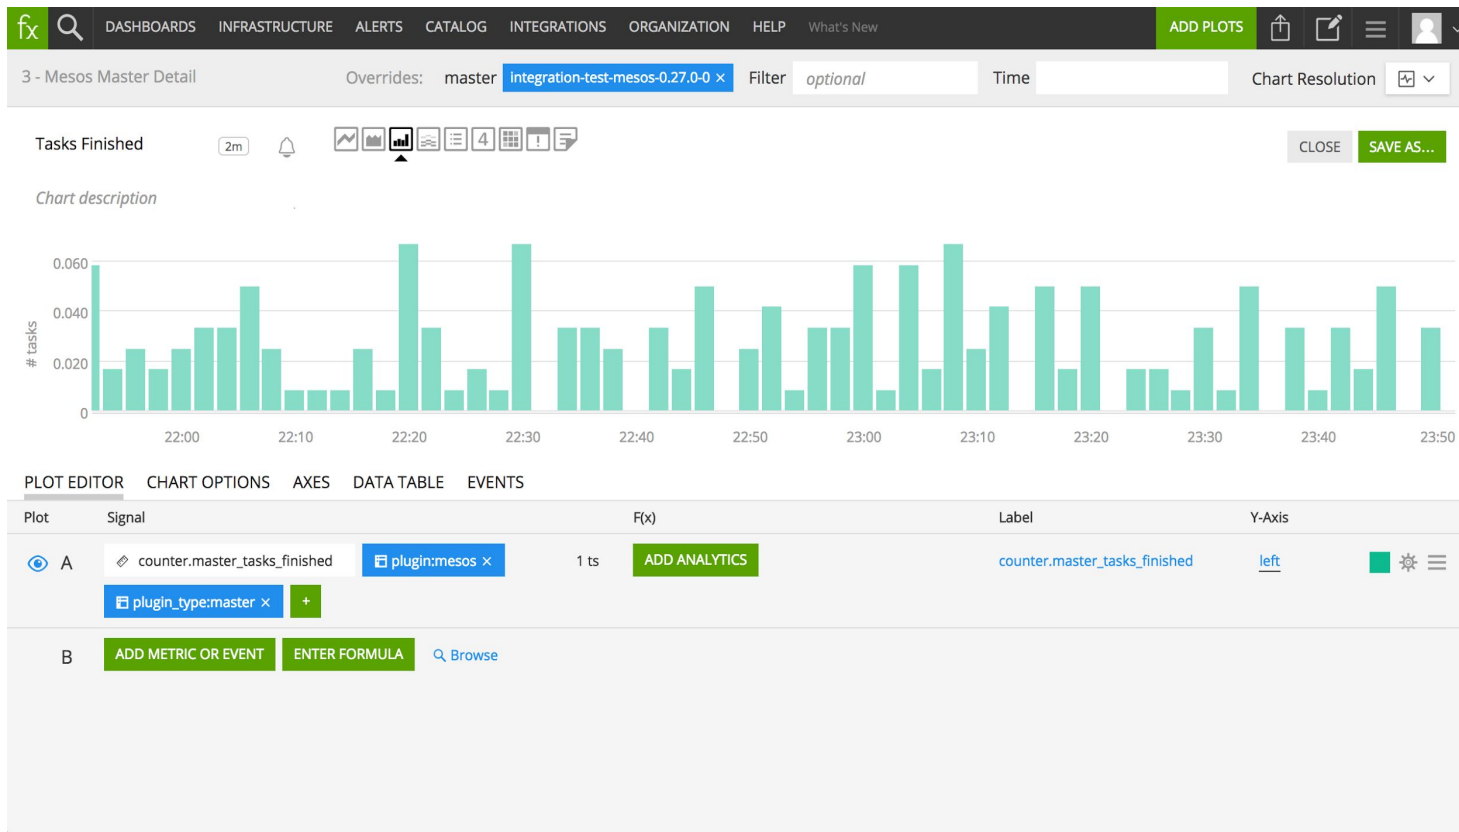 fx DASHBOARDS INFRASTRUCTURE ALERTS CATALOG INTEGRATIONS ORGANIZATION HELP What's New ADD PLOTS
3 - Mesos Master Detail Overrides: master integration-test-mesos-0.27.0-0 × Filter optional Time Chart Resolution
Tasks Finished 2m 4 ! CLOSE SAVE AS...
Chart description
# tasks
0.060
0.040
0.020
0
22:00 22:10 22:20 22:30 22:40 22:50 23:00 23:10 23:20 23:30 23:40 23:50
PLOT EDITOR CHART OPTIONS AXES DATA TABLE EVENTS
Plot Signal F(x) Label Y-Axis
A counter.master_tasks_finished plugin:mesos × 1 ts ADD ANALYTICS counter.master_tasks_finished left
plugin_type:master × +
B ADD METRIC OR EVENT ENTER FORMULA Browse